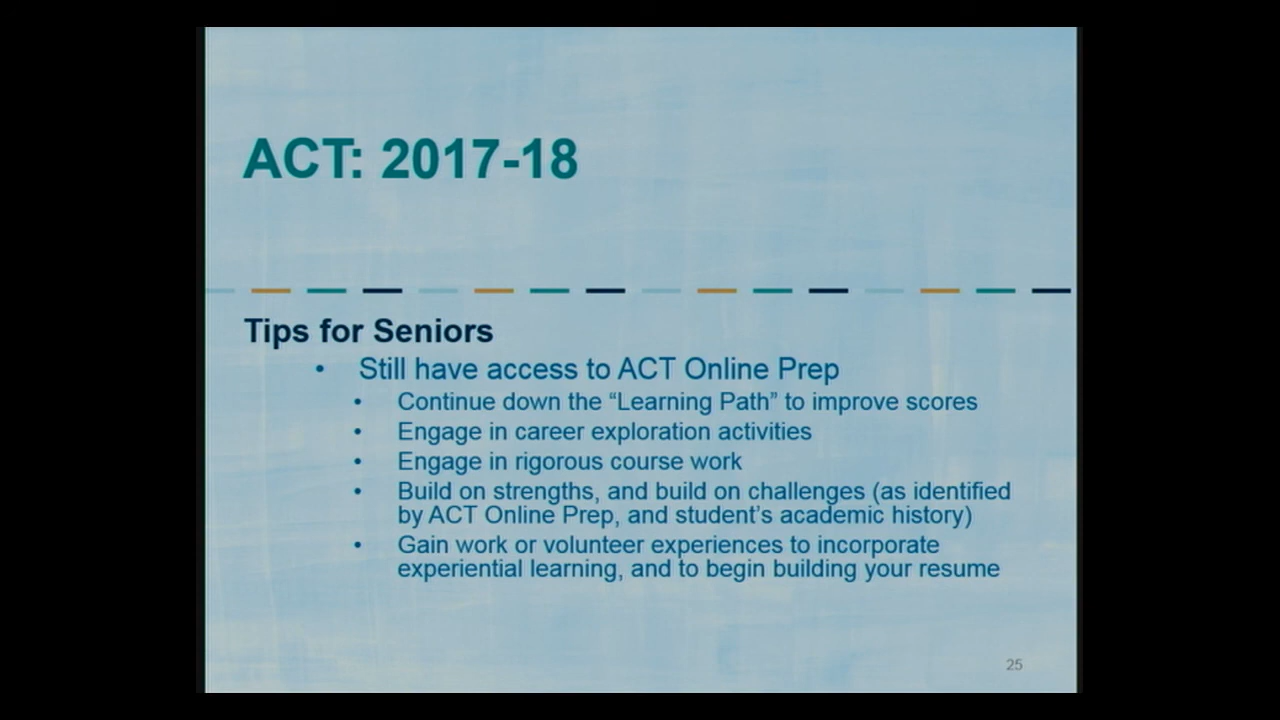 ACT: 2017-18
Tips for Seniors
• Still have access to ACT Online Prep
• Continue down the “Learning Path” to improve scores
• Engage in career exploration activities
• Engage in rigorous course work
• Build on strengths, and build on challenges (as identified
by ACT Online Prep, and student’s academic history)
• Gain work or volunteer experiences to incorporate
experiential learning, and to begin building your resume
25